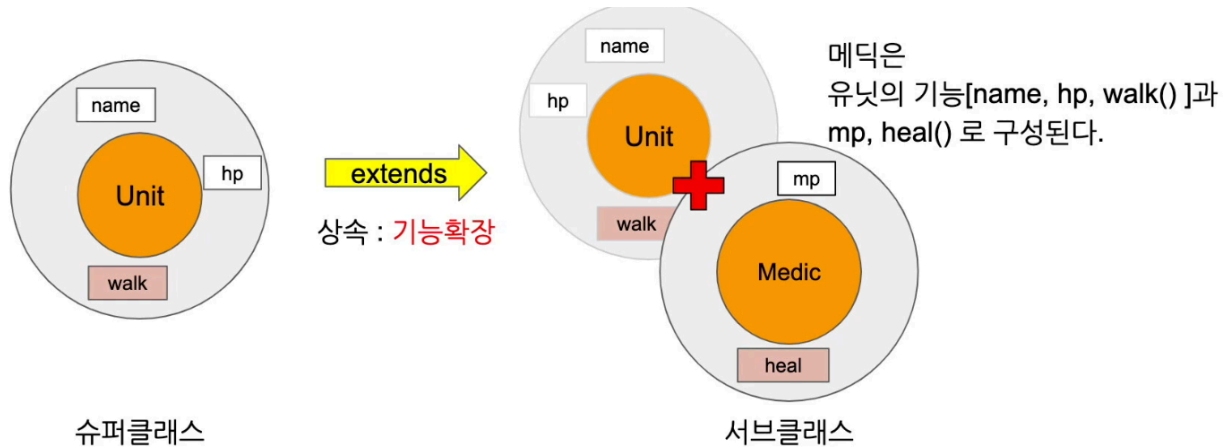 name
hp
Unit
walk
슈퍼클래스
extends
상속 : 기능확장
name
hp
Unit
walk
mp
Medic
heal
서브클래스
메딕은
유닛의 기능[name, hp, walk() ]과
mp, heal() 로 구성된다.